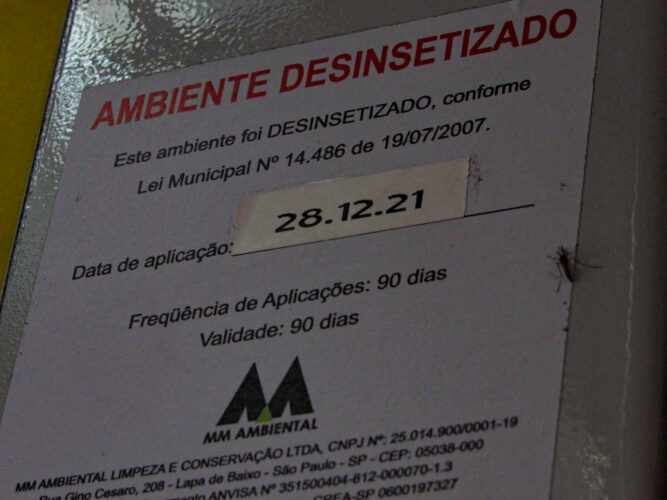 AMBIENTE DESINSETIZADO
Este ambiente foi DESINSETIZADO, conforme
Lei Municipal Nº 14.486 de 19/07/2007.
Data de aplicação: 28.12.21
Freqüência de Aplicações: 90 dias
Validade: 90 dias
MM AMBIENTAL
MM AMBIENTAL LIMPEZA E CONSERVAÇÃO LTDA, CNPJ Nº: 25.014.900/0001-19
Rua Gino Cesaro, 208 - Lapa de Baixo - São Paulo - SP - CEP: 05038-000
ANVISA Nº 351500404-812-000070-1.3
CREA-SP 0600197327